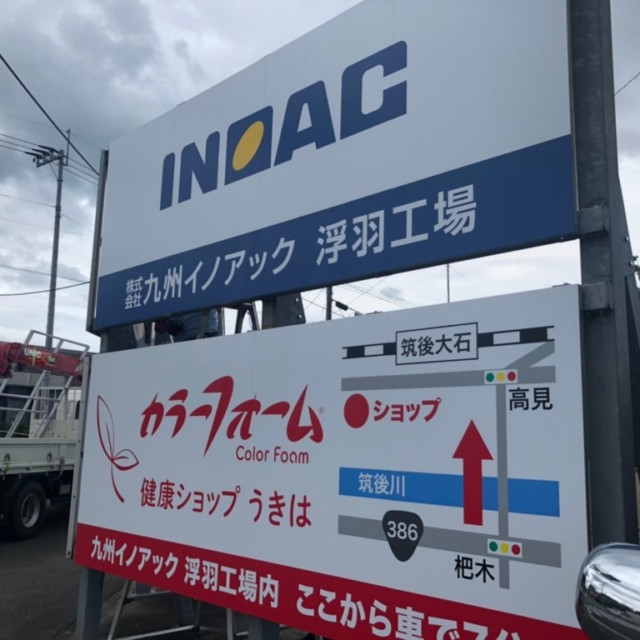 INOAC
株式会社 九州イノアック 浮羽工場
カラーフォーム
Color Foam
健康ショップ うきは
筑後大石
高見
ショップ
筑後川
386
杷木
九州イノアック 浮羽工場内 ここから車で